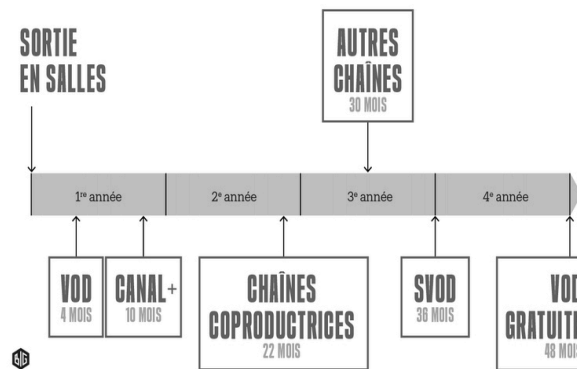 SORTIE
EN SALLES
AUTRES
CHAÎNES
30 MOIS
1re année
2e année
3e année
4e année
VOD
4 MOIS
CANAL+
10 MOIS
CHAÎNES
COPRODUCTRICES
22 MOIS
SVOD
36 MOIS
VOD
GRATUITE
48 MOIS